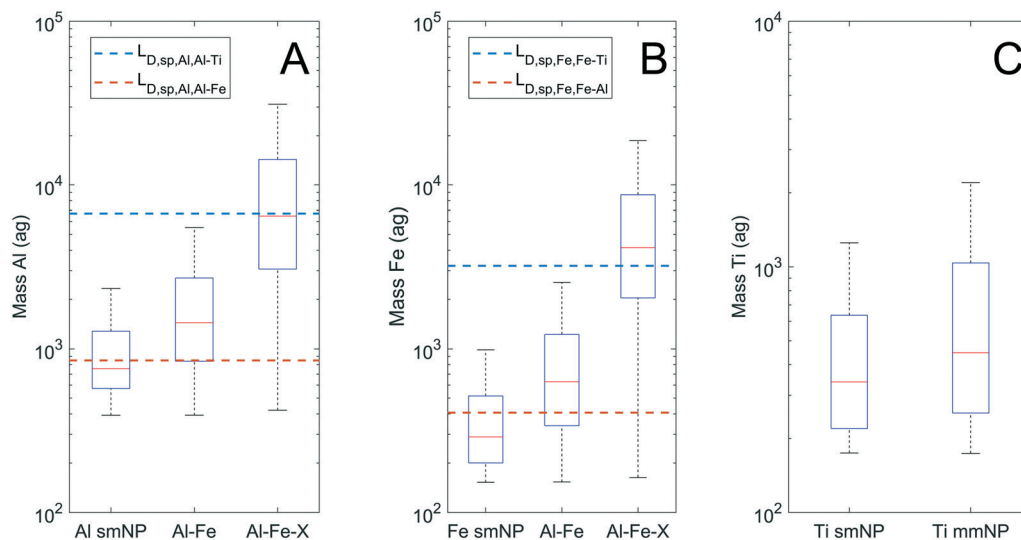 A
L_D,sp,Al,Al-Ti
L_D,sp,Al,Al-Fe
Mass Al (ag)
10^5
10^4
10^3
10^2
Al smNP Al-Fe Al-Fe-X
B
L_D,sp,Fe,Fe-Ti
L_D,sp,Fe,Fe-Al
Mass Fe (ag)
10^5
10^4
10^3
10^2
Fe smNP Al-Fe Al-Fe-X
C
Mass Ti (ag)
10^4
10^3
10^2
Ti smNP Ti mmNP